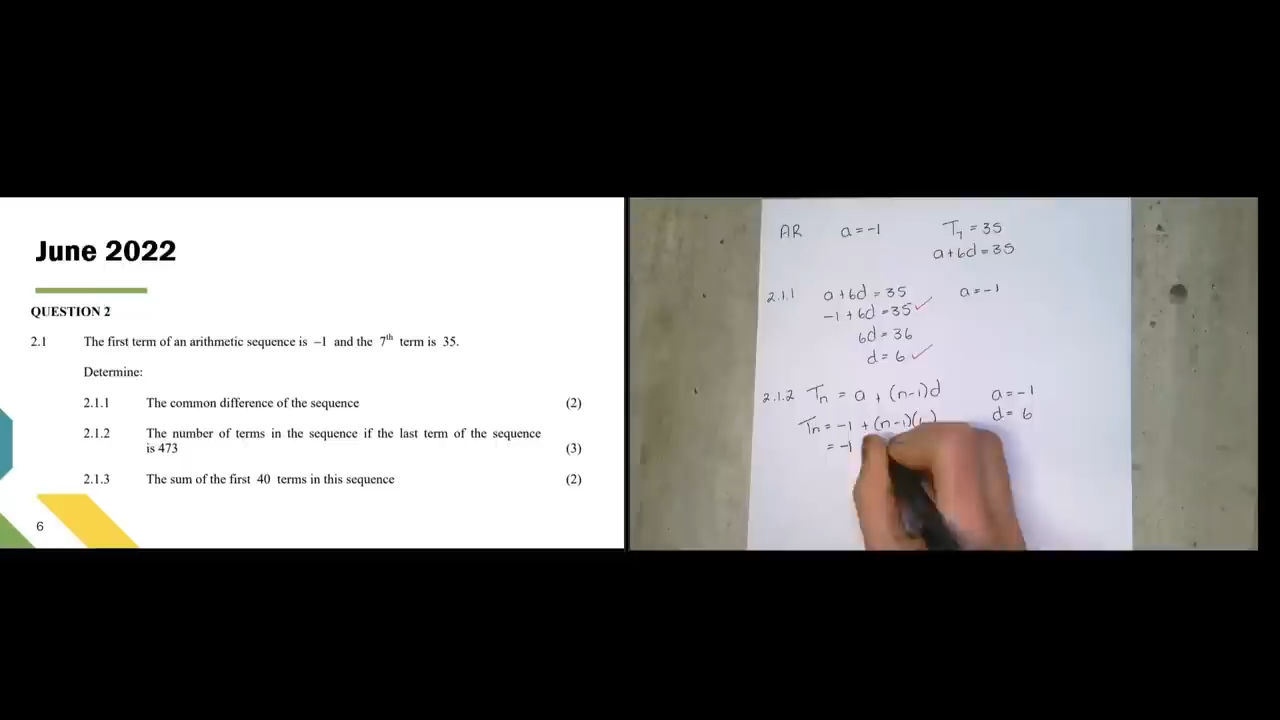 June 2022
QUESTION 2
2.1 The first term of an arithmetic sequence is −1 and the 7th term is 35.
Determine:
2.1.1 The common difference of the sequence (2)
2.1.2 The number of terms in the sequence if the last term of the sequence
is 473 (3)
2.1.3 The sum of the first 40 terms in this sequence (2)
6
AR a = -1 T7 = 35
a+6d = 35
2.1.1 a+6d = 35 a = -1
-1 + 6d = 35
6d = 36
d = 6
2.1.2 Tn = a + (n-1)d a = -1
d = 6
Tn = -1 + (n-1)(
= -1